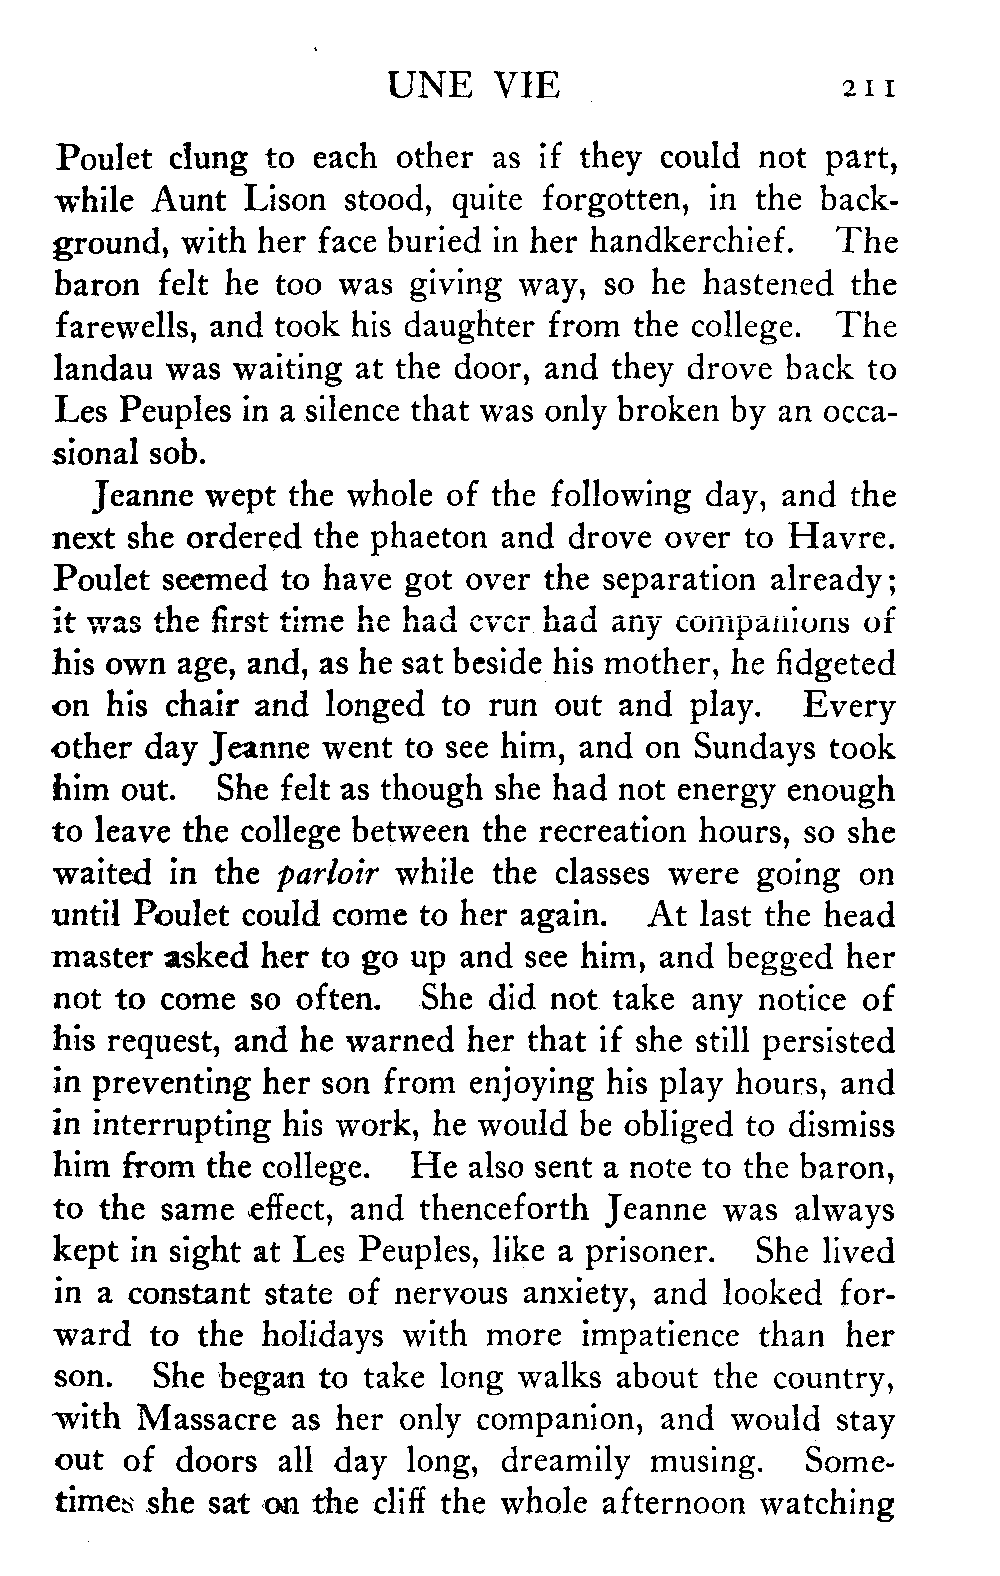 UNE VIE 211
Poulet clung to each other as if they could not part,
while Aunt Lison stood, quite forgotten, in the back-
ground, with her face buried in her handkerchief. The
baron felt he too was giving way, so he hastened the
farewells, and took his daughter from the college. The
landau was waiting at the door, and they drove back to
Les Peuples in a silence that was only broken by an occa-
sional sob.
Jeanne wept the whole of the following day, and the
next she ordered the phaeton and drove over to Havre.
Poulet seemed to have got over the separation already;
it was the first time he had ever had any companions of
his own age, and, as he sat beside his mother, he fidgeted
on his chair and longed to run out and play. Every
other day Jeanne went to see him, and on Sundays took
him out. She felt as though she had not energy enough
to leave the college between the recreation hours, so she
waited in the parloir while the classes were going on
until Poulet could come to her again. At last the head
master asked her to go up and see him, and begged her
not to come so often. She did not take any notice of
his request, and he warned her that if she still persisted
in preventing her son from enjoying his play hours, and
in interrupting his work, he would be obliged to dismiss
him from the college. He also sent a note to the baron,
to the same effect, and thenceforth Jeanne was always
kept in sight at Les Peuples, like a prisoner. She lived
in a constant state of nervous anxiety, and looked for-
ward to the holidays with more impatience than her
son. She began to take long walks about the country,
with Massacre as her only companion, and would stay
out of doors all day long, dreamily musing. Some-
times she sat on the cliff the whole afternoon watching